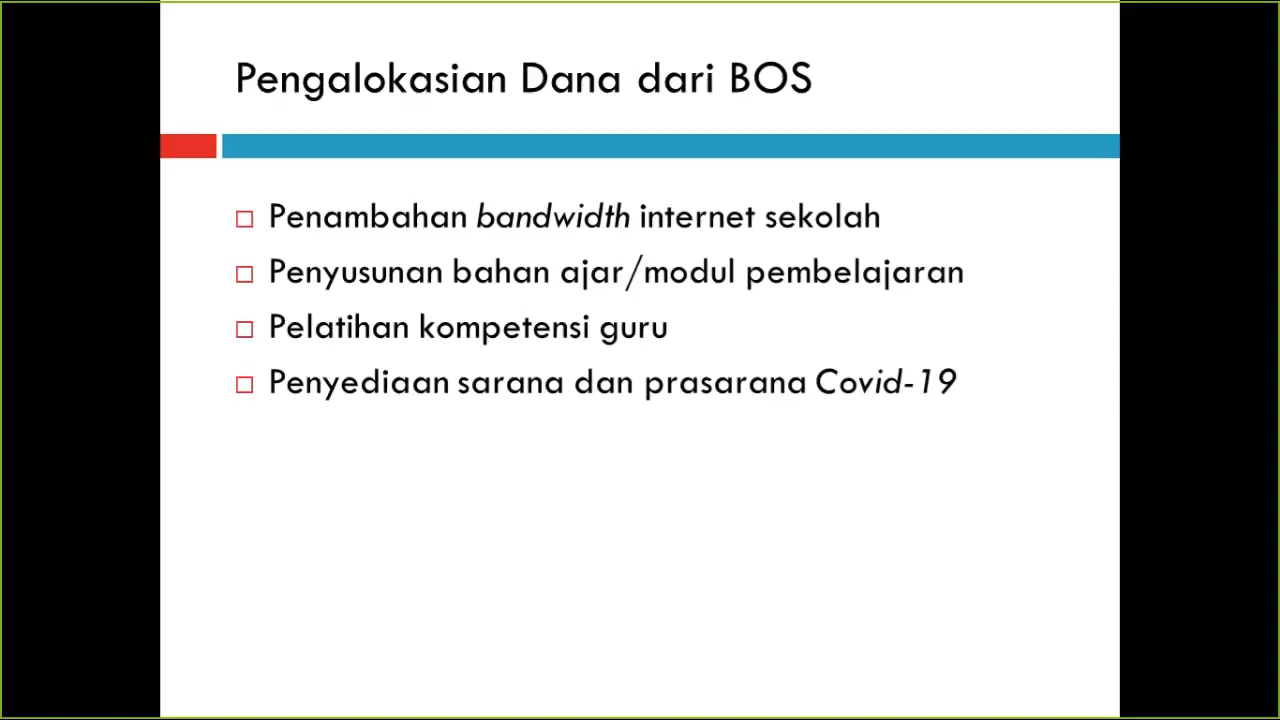 Pengalokasian Dana dari BOS
Penambahan bandwidth internet sekolah
Penyusunan bahan ajar/modul pembelajaran
Pelatihan kompetensi guru
Penyediaan sarana dan prasarana Covid-19